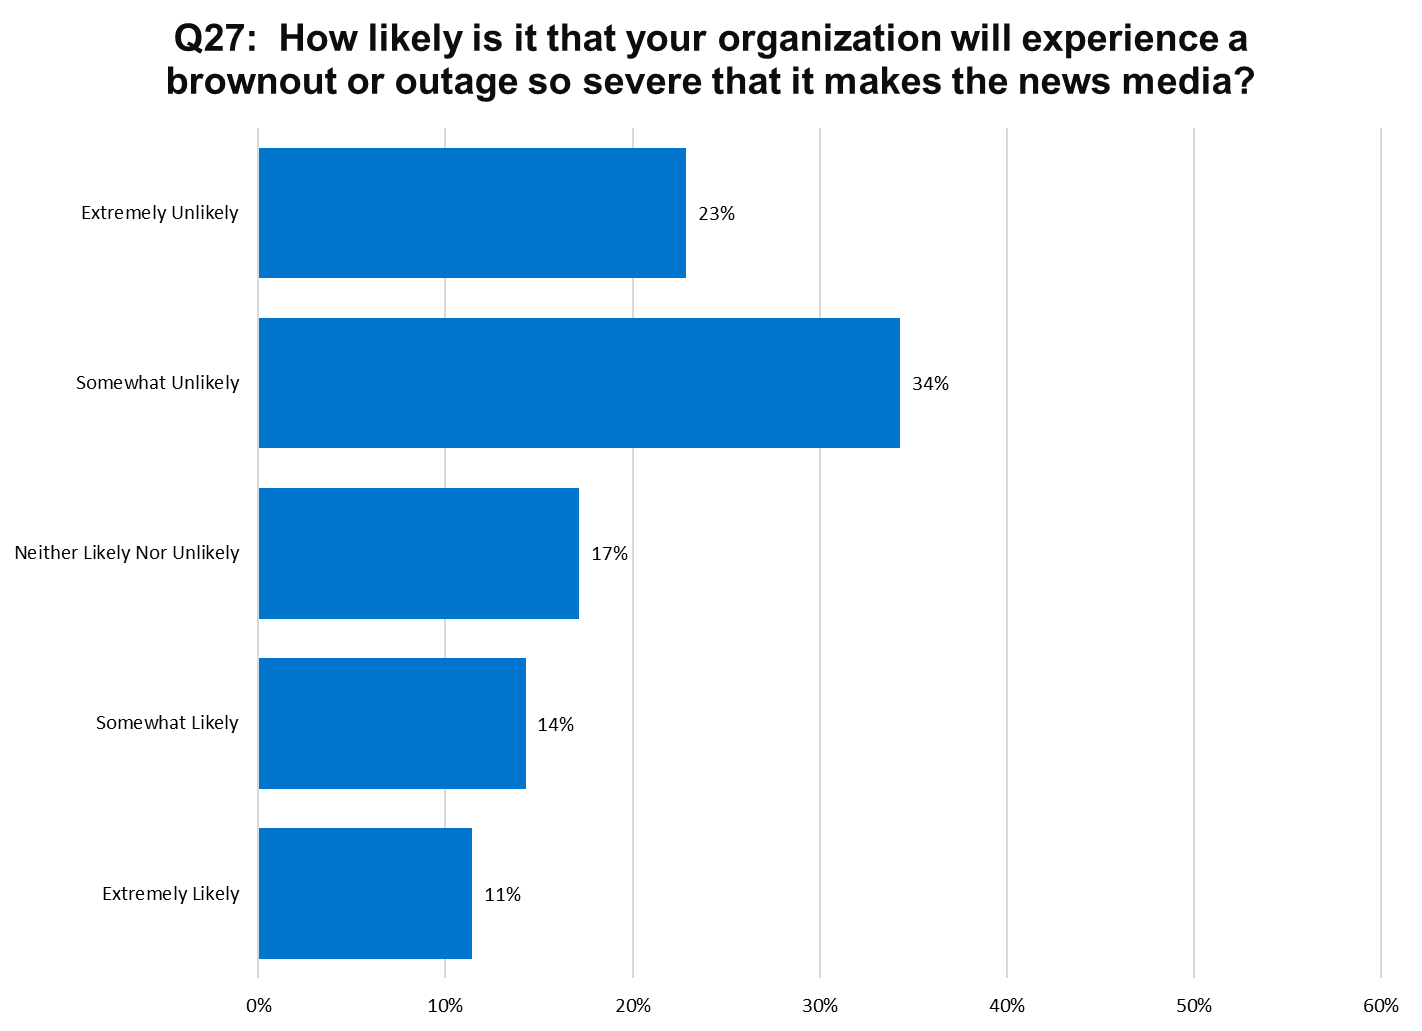 Q27:  How likely is it that your organization will experience a
brownout or outage so severe that it makes the news media?
Extremely Unlikely
23%
Somewhat Unlikely
34%
Neither Likely Nor Unlikely
17%
Somewhat Likely
14%
Extremely Likely
11%
0%
10%
20%
30%
40%
50%
60%